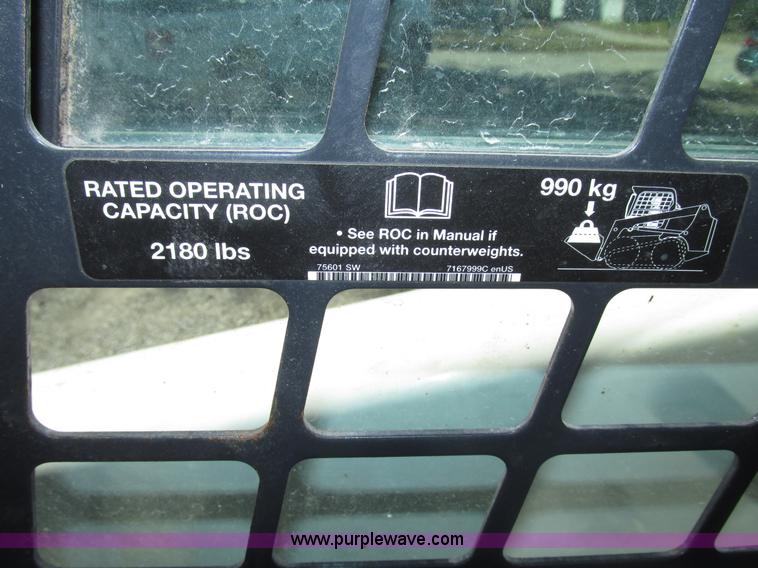 RATED OPERATING
CAPACITY (ROC)
2180 lbs
• See ROC in Manual if
equipped with counterweights.
75601 SW 7167999C enUS
990 kg
www.purplewave.com